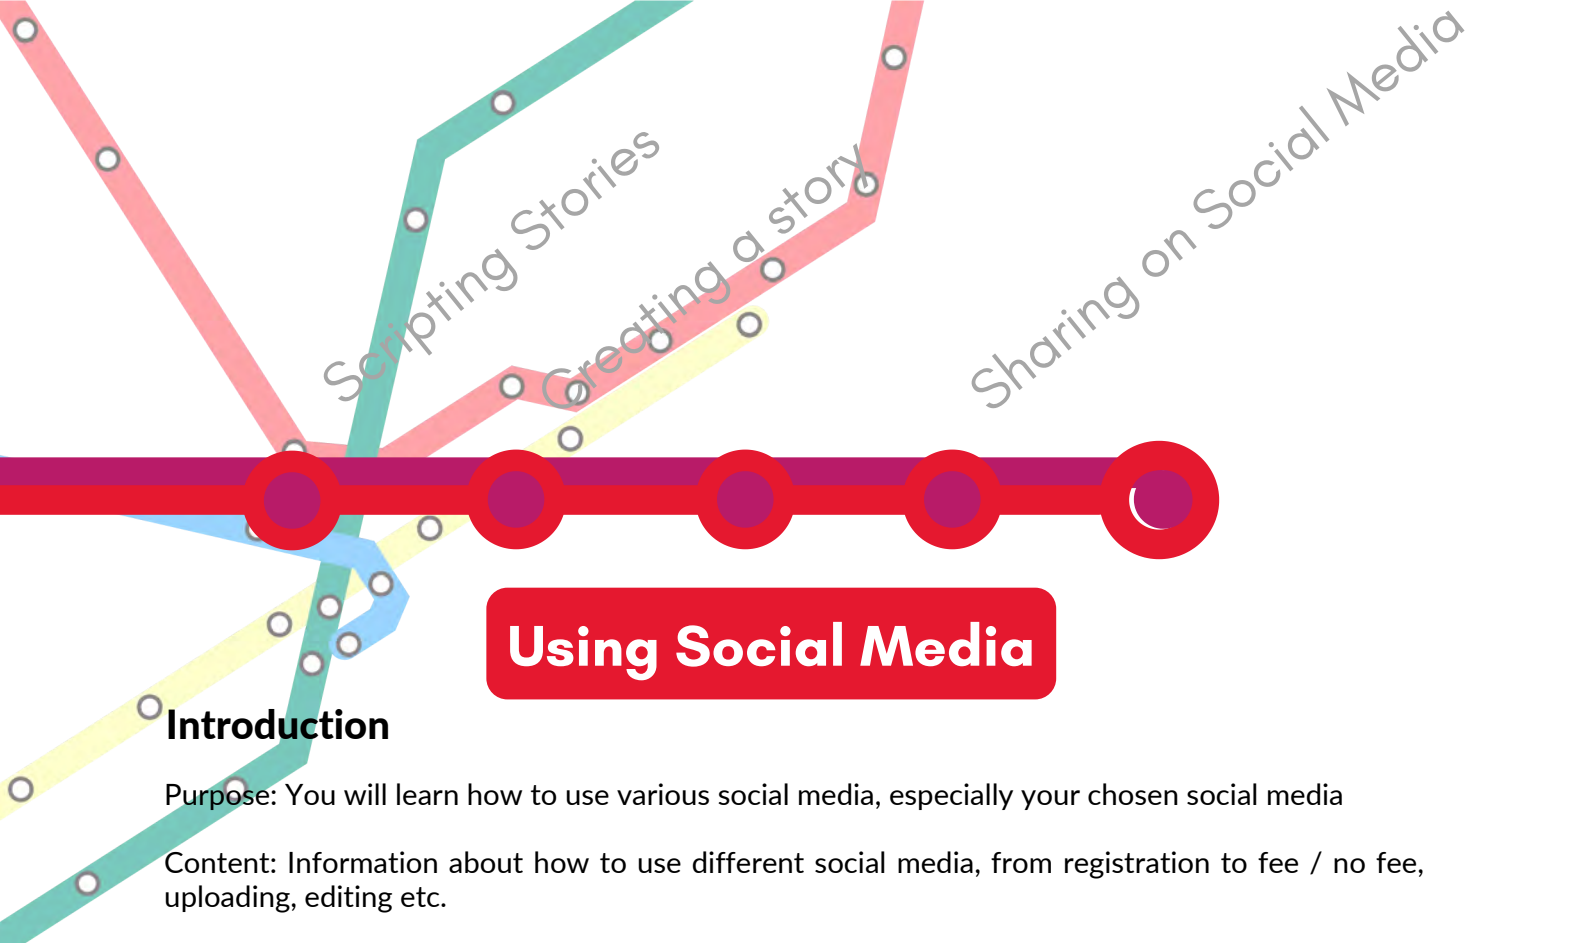 Scripting Stories
Creating a story
Sharing on Social Media
Using Social Media
Introduction
Purpose: You will learn how to use various social media, especially your chosen social media
Content: Information about how to use different social media, from registration to fee / no fee,
uploading, editing etc.